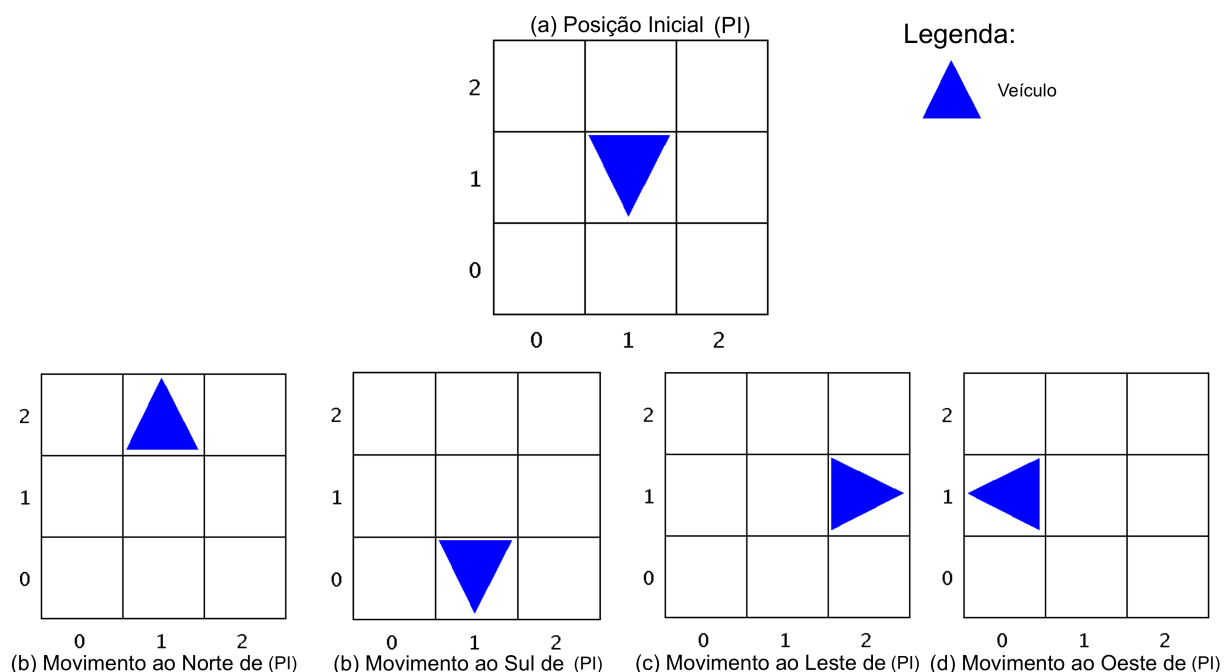 (a) Posição Inicial (PI)
Legenda:
Veículo
2
1
0
0 1 2
2
1
0
0 1 2
(b) Movimento ao Norte de (PI)
2
1
0
0 1 2
(b) Movimento ao Sul de (PI)
2
1
0
0 1 2
(c) Movimento ao Leste de (PI)
2
1
0
0 1 2
(d) Movimento ao Oeste de (PI)